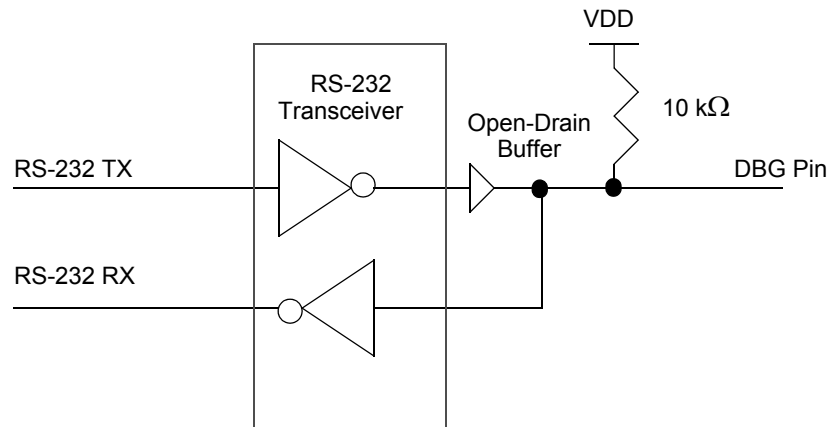 VDD
RS-232
Transceiver
10 kΩ
Open-Drain
Buffer
RS-232 TX
DBG Pin
RS-232 RX